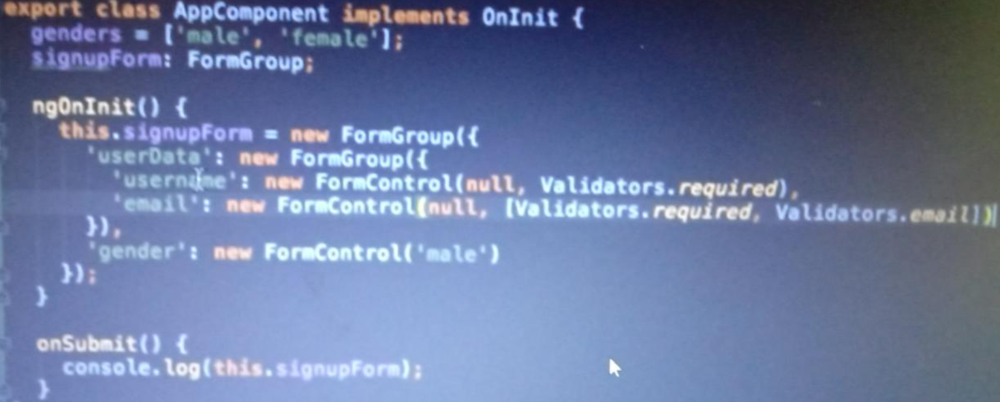 export class AppComponent implements OnInit {
genders = ['male', 'female'];
signupForm: FormGroup;
ngOnInit() {
this.signupForm = new FormGroup({
'userData': new FormGroup({
'username': new FormControl(null, Validators.required),
'email': new FormControl(null, [Validators.required, Validators.email])
}),
'gender': new FormControl('male')
});
}
onSubmit() {
console.log(this.signupForm);
}